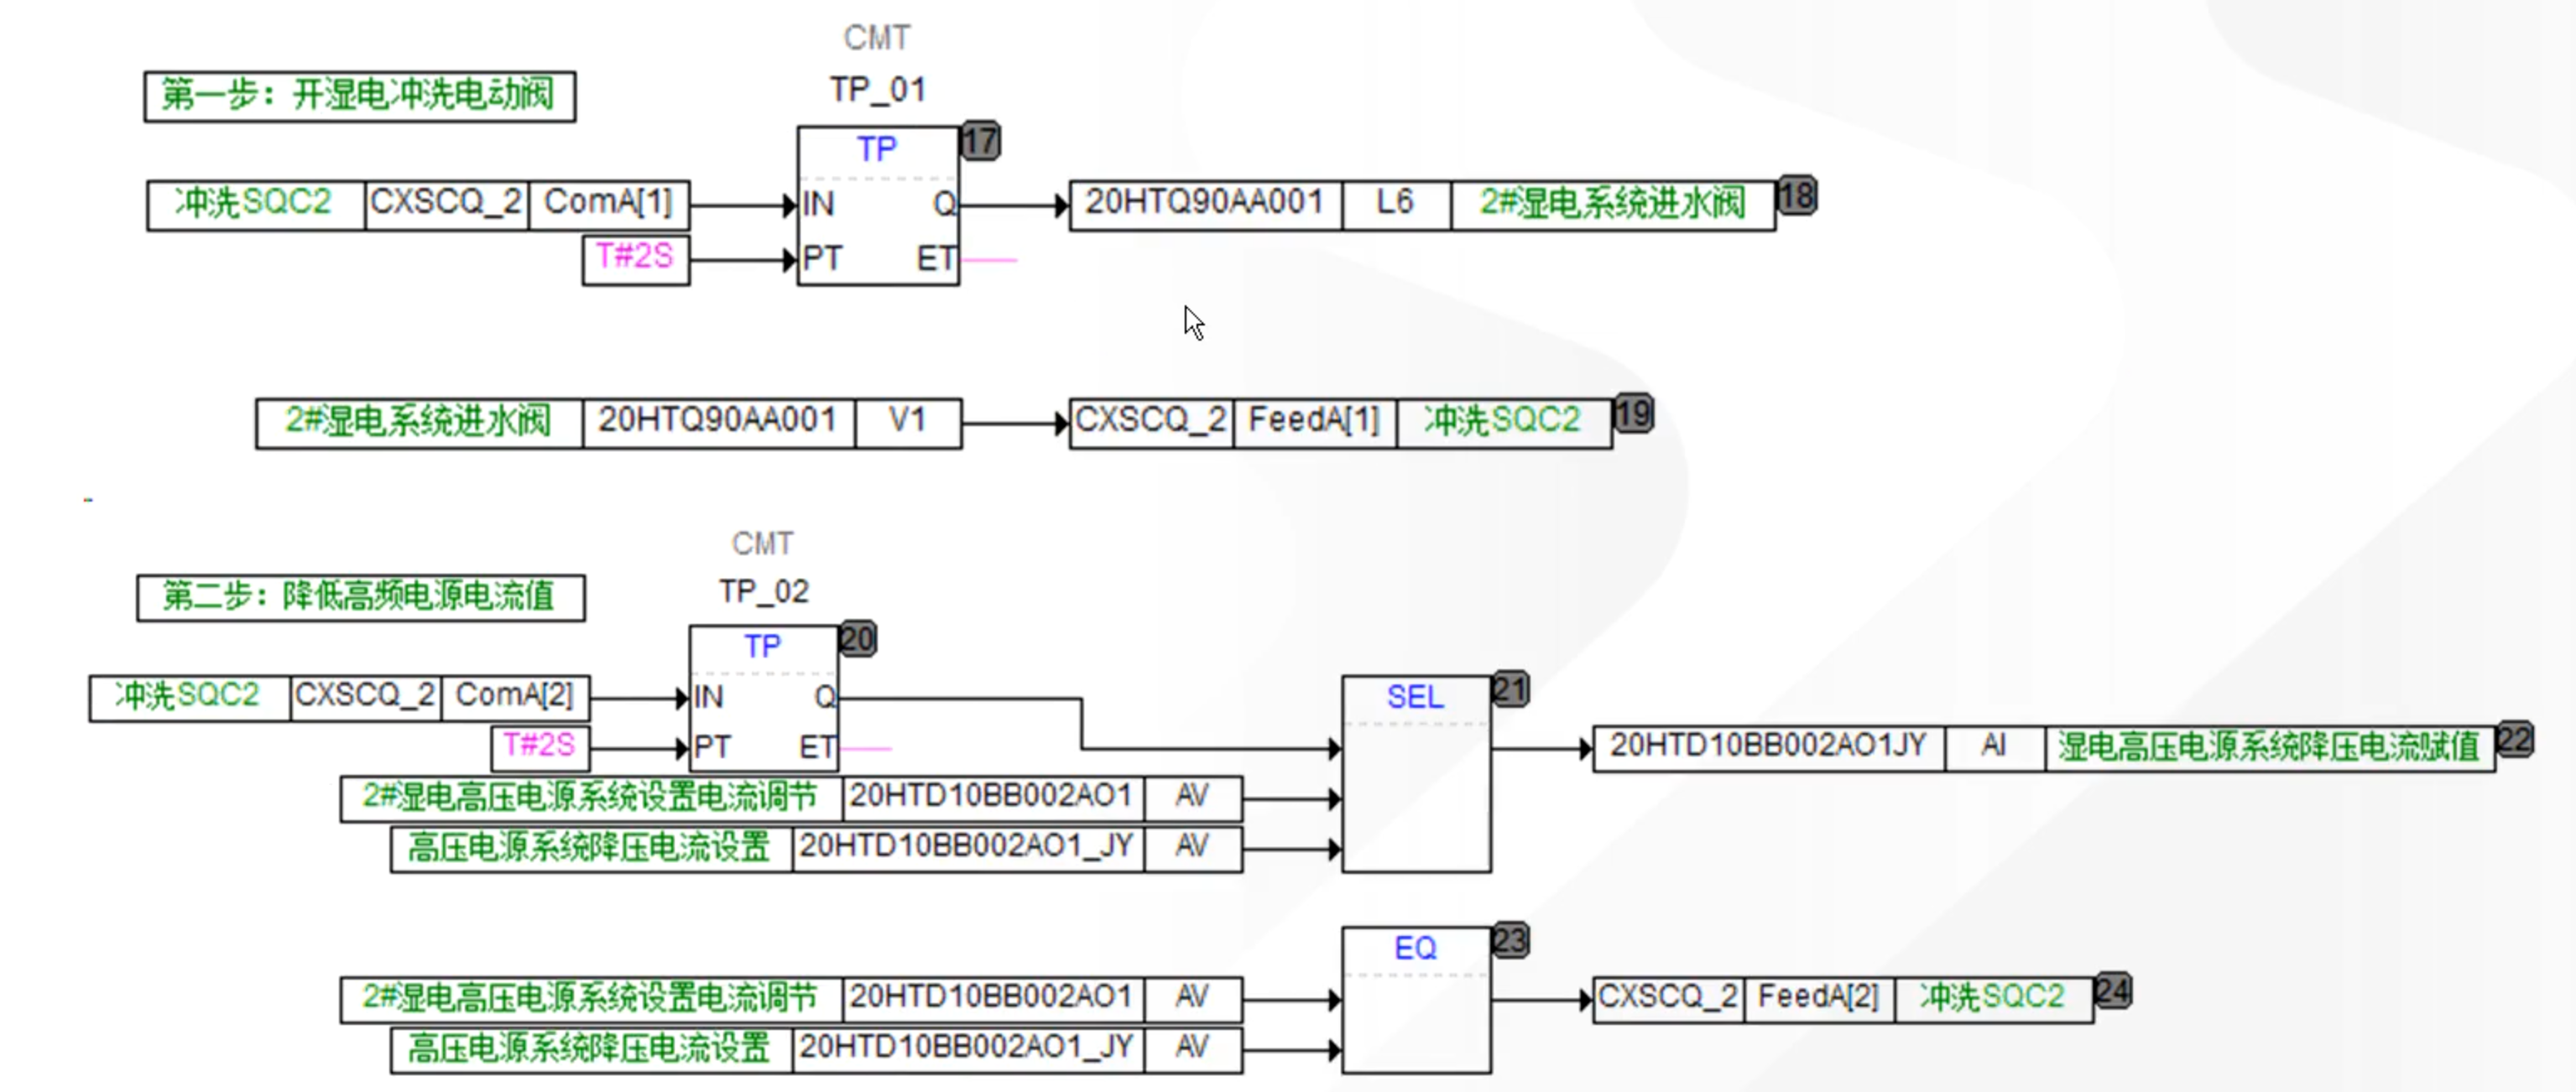 CMT
第一步：开湿电冲洗电动阀
TP_01
TP 17
冲洗SQC2 CXSCQ_2 ComA[1] IN Q 20HTQ90AA001 L6 2#湿电系统进水阀 18
T#2S PT ET
2#湿电系统进水阀 20HTQ90AA001 V1 CXSCQ_2 FeedA[1] 冲洗SQC2 19
CMT
第二步：降低高频电源电流值
TP_02
TP 20
冲洗SQC2 CXSCQ_2 ComA[2] IN Q SEL 21
T#2S PT ET 20HTD10BB002AO1JY AI 湿电高压电源系统降压电流赋值 22
2#湿电高压电源系统设置电流调节 20HTD10BB002AO1 AV
高压电源系统降压电流设置 20HTD10BB002AO1_JY AV
EQ 23
2#湿电高压电源系统设置电流调节 20HTD10BB002AO1 AV CXSCQ_2 FeedA[2] 冲洗SQC2 24
高压电源系统降压电流设置 20HTD10BB002AO1_JY AV